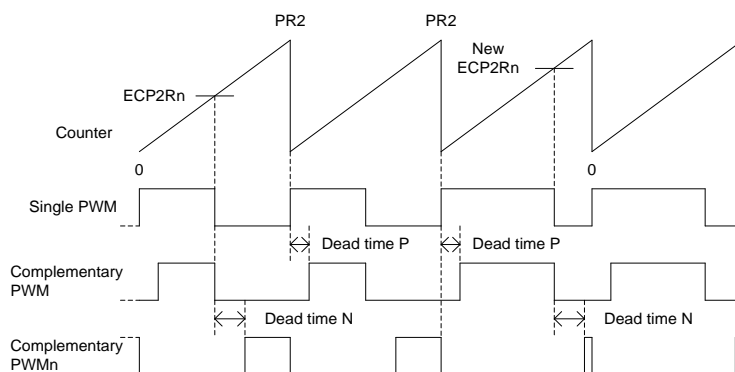 PR2
PR2
New
ECP2Rn
ECP2Rn
Counter
0
0
Single PWM
Dead time P
Dead time P
Complementary
PWM
Dead time N
Dead time N
Complementary
PWMn